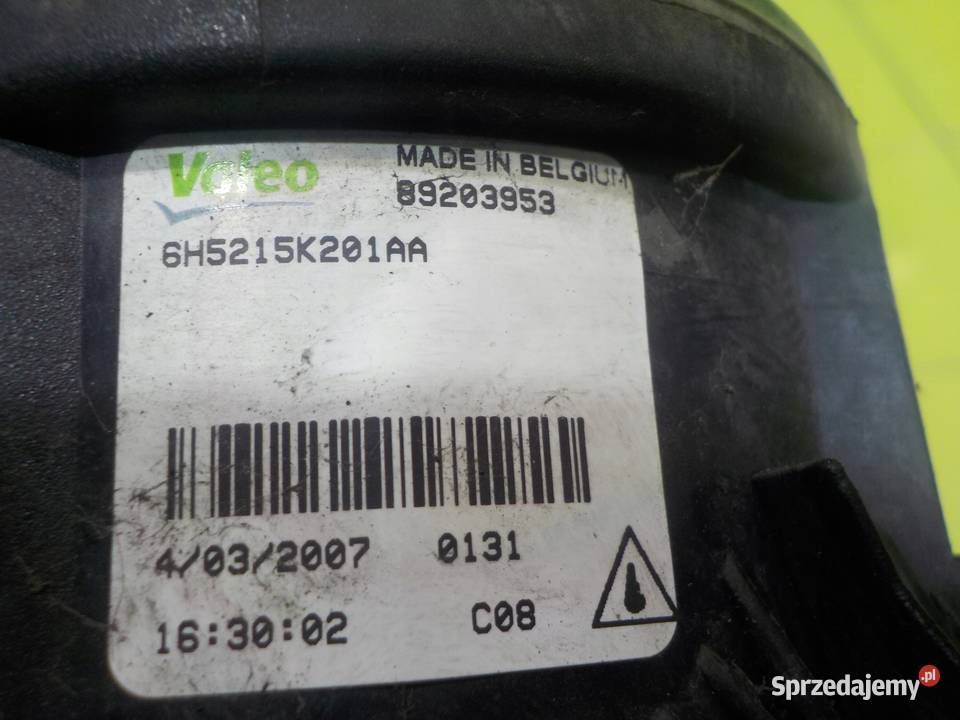 Valeo
MADE IN BELGIUM
89203953
6H5215K201AA
4/03/2007 0131
16:30:02 C08
Sprzedajemy.pl